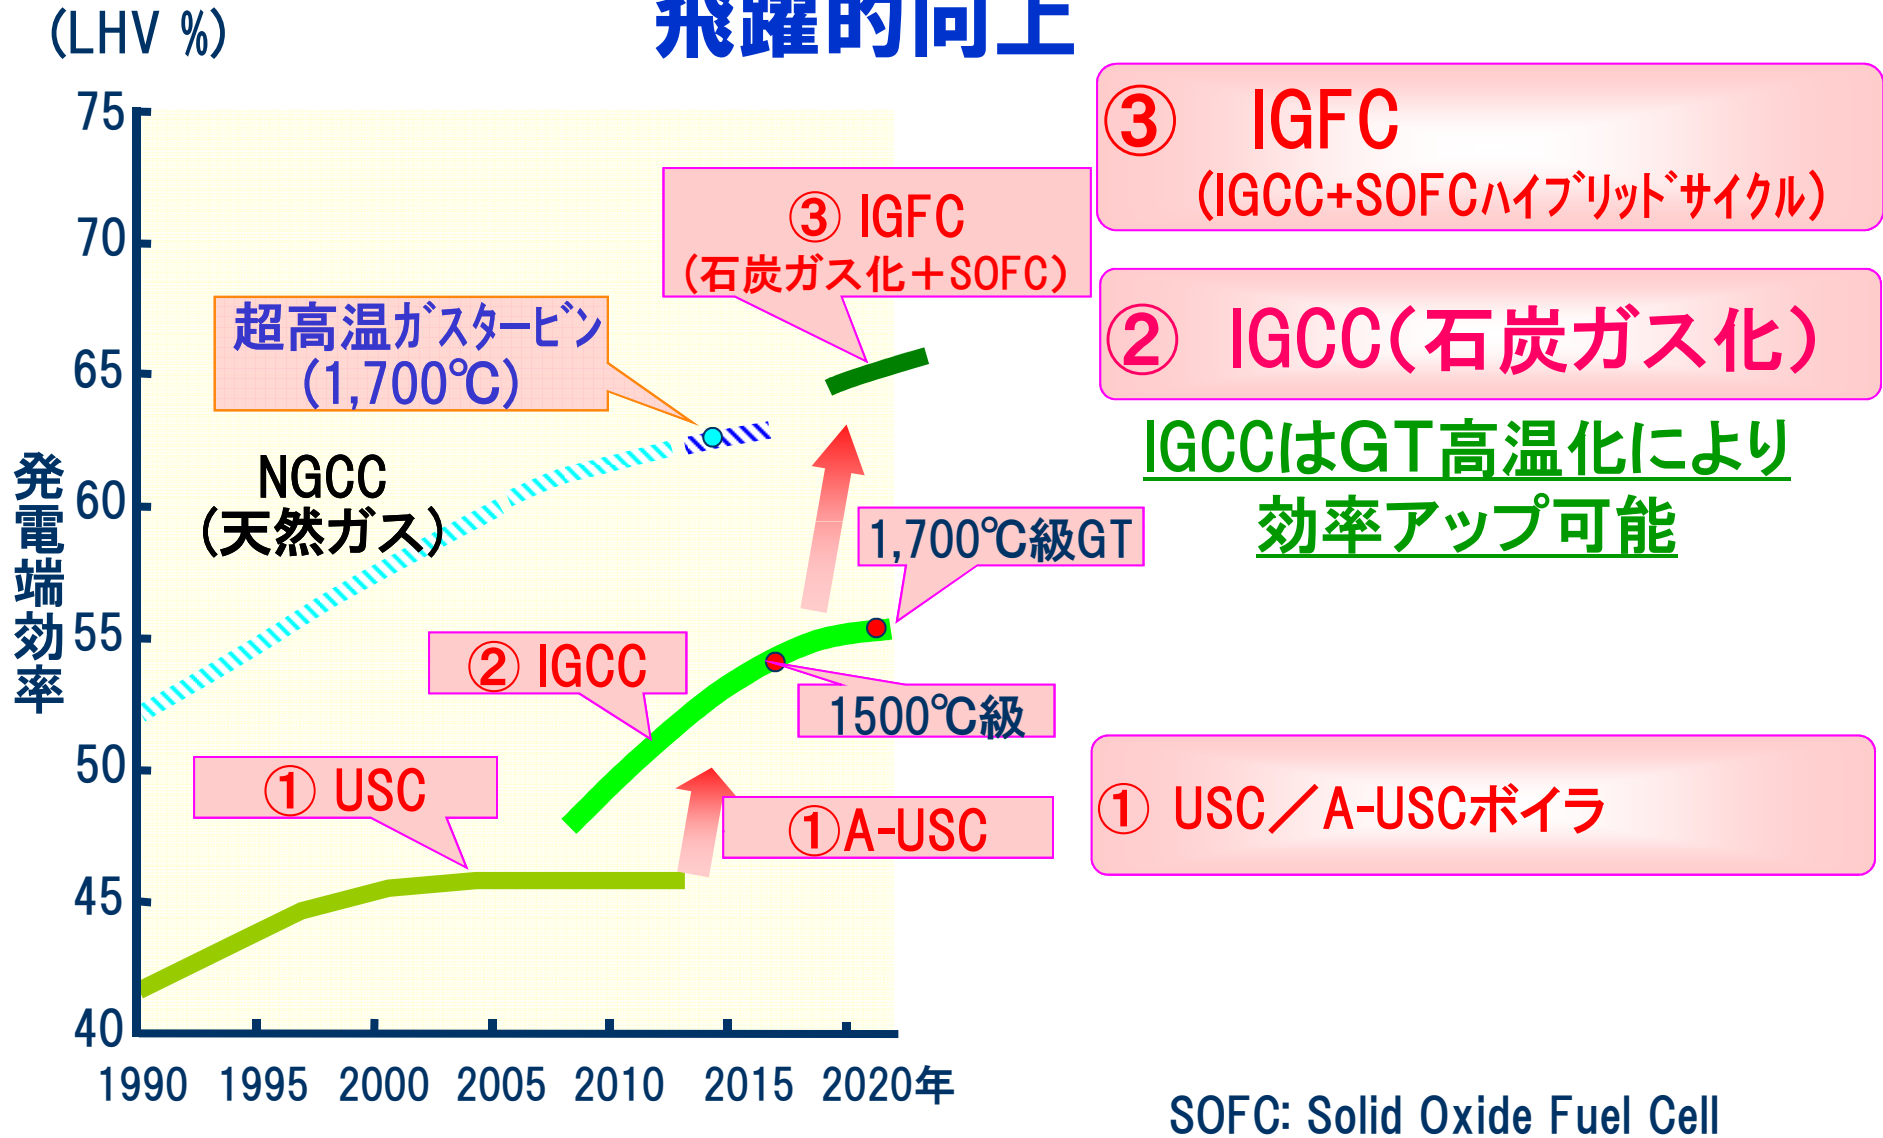 (LHV %)
飛躍的向上
75
70
65
60
55
50
45
40
発電端効率
1990 1995 2000 2005 2010 2015 2020年
③ IGFC
(石炭ガス化＋SOFC)
超高温ガスタービン
(1,700℃)
NGCC
(天然ガス)
1,700℃級GT
② IGCC
1500℃級
① USC
①A-USC
③ IGFC
(IGCC+SOFCハイブリッドサイクル)
② IGCC(石炭ガス化)
IGCCはGT高温化により
効率アップ可能
① USC／A-USCボイラ
SOFC: Solid Oxide Fuel Cell